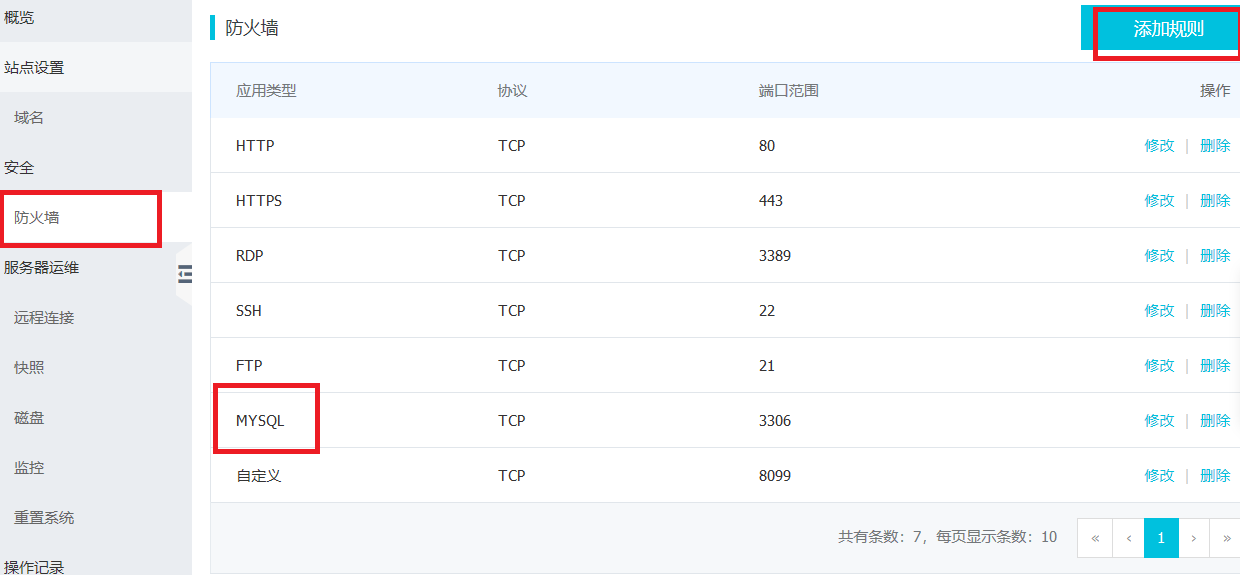 概览
站点设置
域名
安全
防火墙
服务器运维
远程连接
快照
磁盘
监控
重置系统
操作记录
防火墙
添加规则
应用类型 协议 端口范围 操作
HTTP TCP 80 修改 | 删除
HTTPS TCP 443 修改 | 删除
RDP TCP 3389 修改 | 删除
SSH TCP 22 修改 | 删除
FTP TCP 21 修改 | 删除
MYSQL TCP 3306 修改 | 删除
自定义 TCP 8099 修改 | 删除
共有条数：7，每页显示条数：10 « ‹ 1 › »